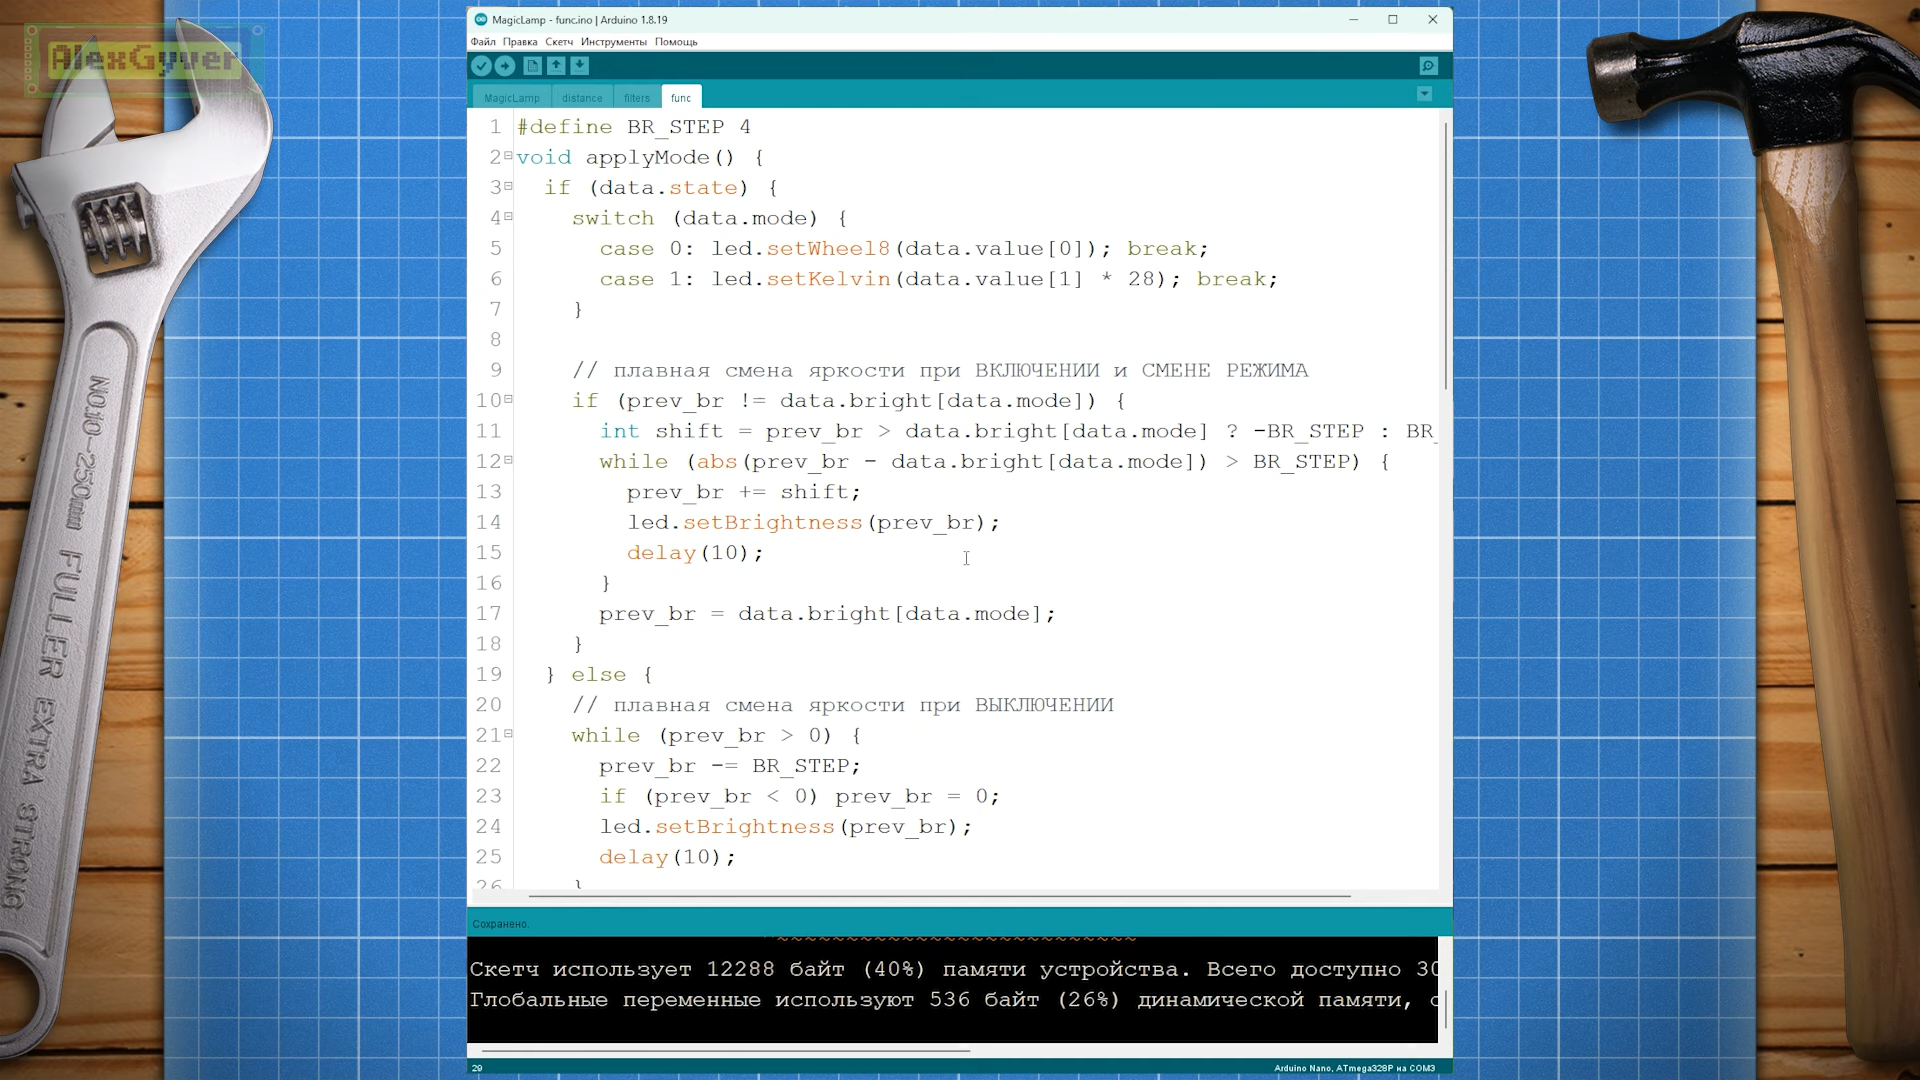 AlexGyver
MagicLamp - func.ino | Arduino 1.8.19
Файл Правка Скетч Инструменты Помощь
MagicLamp distance filters func
1 #define BR_STEP 4
2 void applyMode() {
3 if (data.state) {
4 switch (data.mode) {
5 case 0: led.setWheel8(data.value[0]); break;
6 case 1: led.setKelvin(data.value[1] * 28); break;
7 }
8
9 // плавная смена яркости при ВКЛЮЧЕНИИ и СМЕНЕ РЕЖИМА
10 if (prev_br != data.bright[data.mode]) {
11 int shift = prev_br > data.bright[data.mode] ? -BR_STEP : BR_
12 while (abs(prev_br - data.bright[data.mode]) > BR_STEP) {
13 prev_br += shift;
14 led.setBrightness(prev_br);
15 delay(10);
16 }
17 prev_br = data.bright[data.mode];
18 }
19 } else {
20 // плавная смена яркости при ВЫКЛЮЧЕНИИ
21 while (prev_br > 0) {
22 prev_br -= BR_STEP;
23 if (prev_br < 0) prev_br = 0;
24 led.setBrightness(prev_br);
25 delay(10);
26 }
Сохранено.
Скетч использует 12288 байт (40%) памяти устройства. Всего доступно 30
Глобальные переменные используют 536 байт (26%) динамической памяти,
29 Arduino Nano, ATmega328P на COM3
NO.10-250mm FULLER EXTRA STRONG